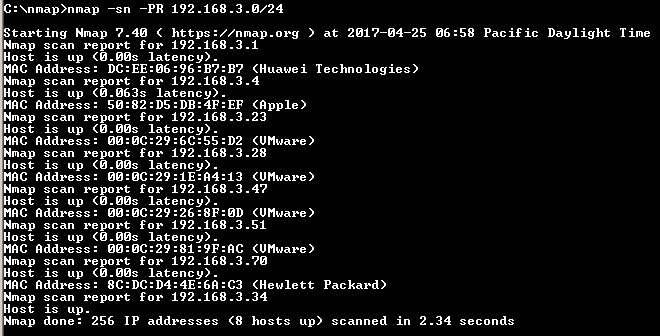 C:\nmap>nmap -sn -PR 192.168.3.0/24
Starting Nmap 7.40 ( https://nmap.org ) at 2017-04-25 06:58 Pacific Daylight Time
Nmap scan report for 192.168.3.1
Host is up (0.00s latency).
MAC Address: DC:EE:06:96:B7:B7 (Huawei Technologies)
Nmap scan report for 192.168.3.4
Host is up (0.063s latency).
MAC Address: 50:82:D5:DB:4F:EF (Apple)
Nmap scan report for 192.168.3.23
Host is up (0.00s latency).
MAC Address: 00:0C:29:6C:55:D2 (VMware)
Nmap scan report for 192.168.3.28
Host is up (0.00s latency).
MAC Address: 00:0C:29:1E:A4:13 (VMware)
Nmap scan report for 192.168.3.47
Host is up (0.00s latency).
MAC Address: 00:0C:29:26:8F:0D (VMware)
Nmap scan report for 192.168.3.51
Host is up (0.00s latency).
MAC Address: 00:0C:29:81:9F:AC (VMware)
Nmap scan report for 192.168.3.70
Host is up (0.00s latency).
MAC Address: 8C:DC:D4:4E:6A:C3 (Hewlett Packard)
Nmap scan report for 192.168.3.34
Host is up.
Nmap done: 256 IP addresses (8 hosts up) scanned in 2.34 seconds